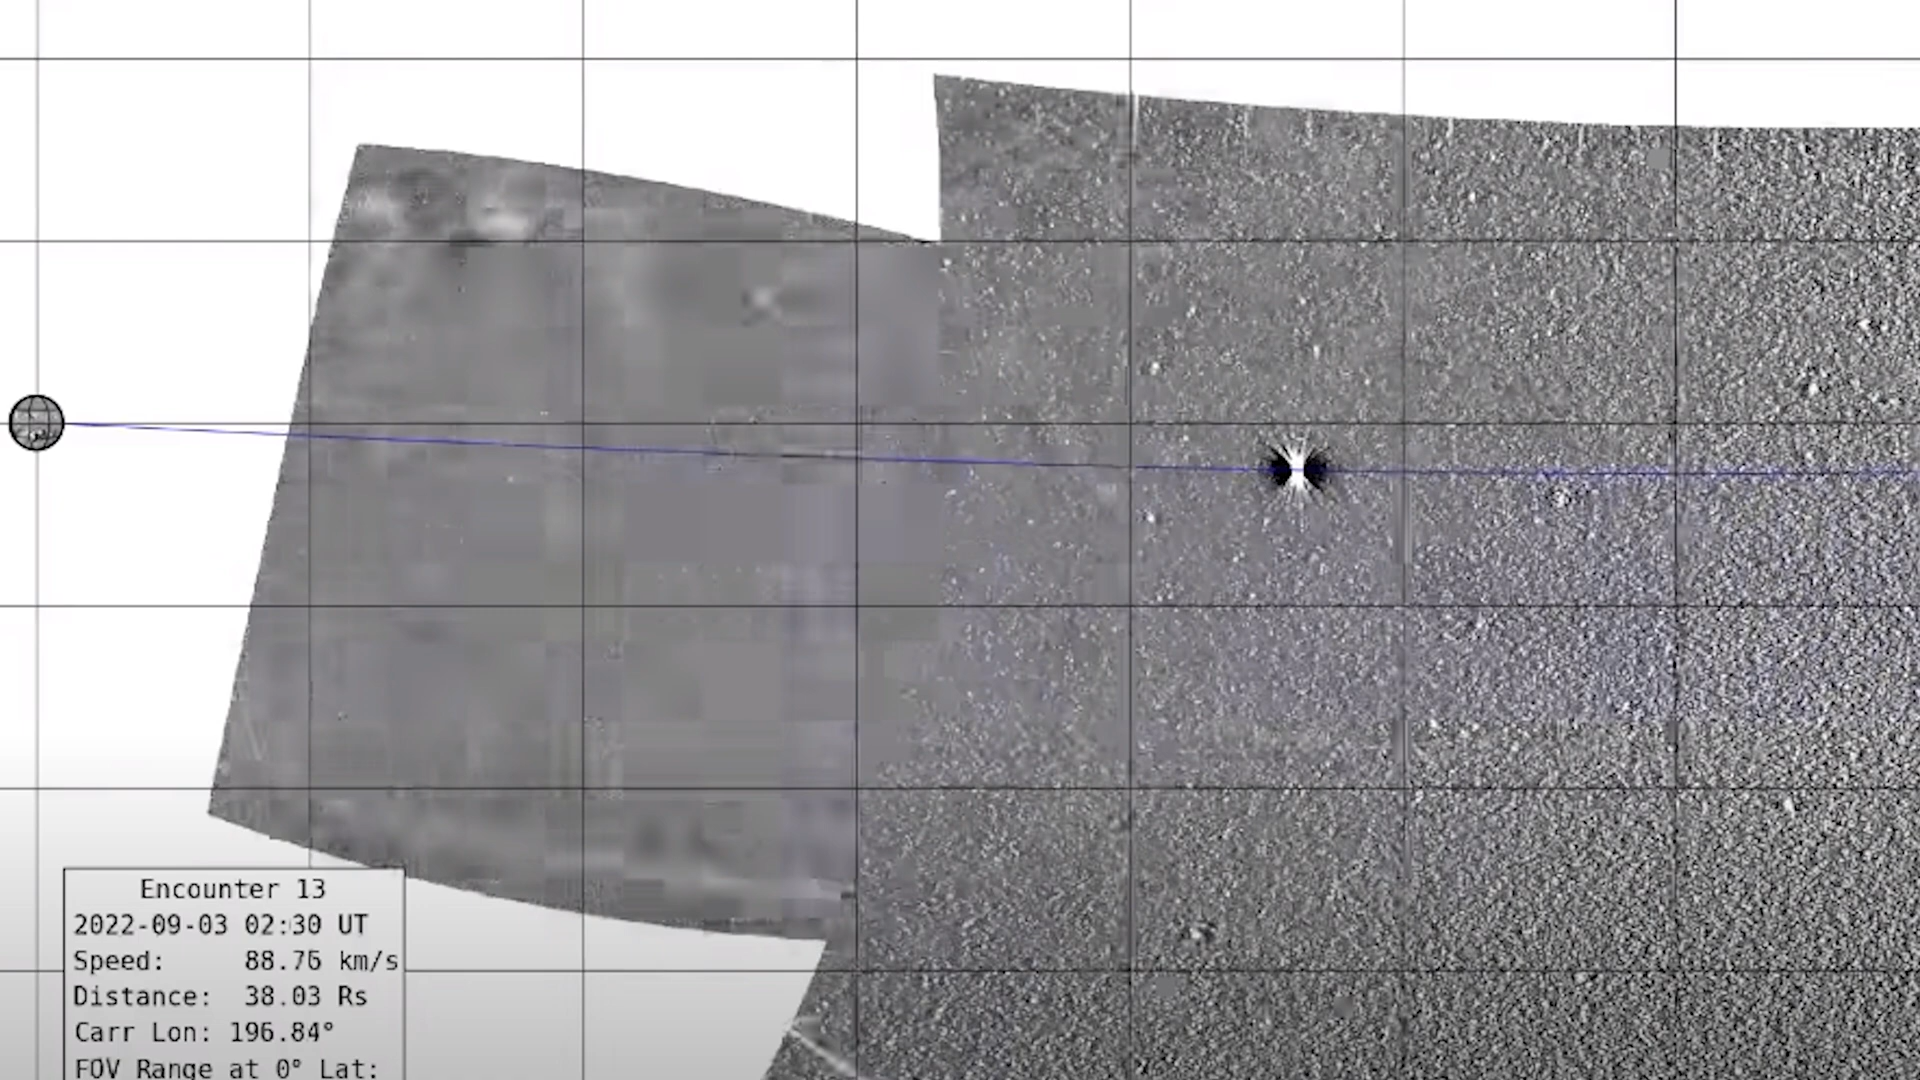 Encounter 13
2022-09-03 02:30 UT
Speed: 88.76 km/s
Distance: 38.03 Rs
Carr Lon: 196.84°
FOV Range at 0° Lat: